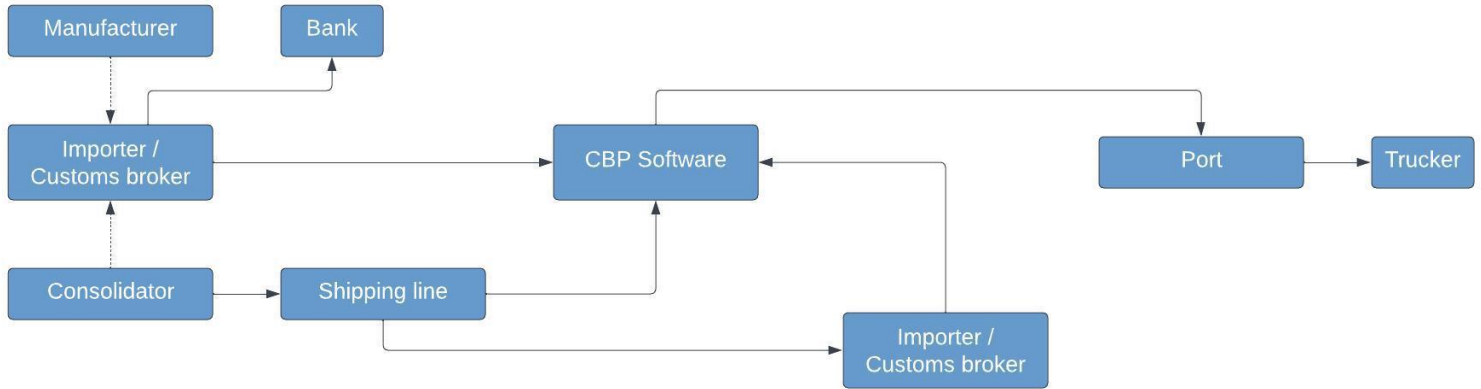 Manufacturer
Bank
Importer /
Customs broker
CBP Software
Port
Trucker
Consolidator
Shipping line
Importer /
Customs broker